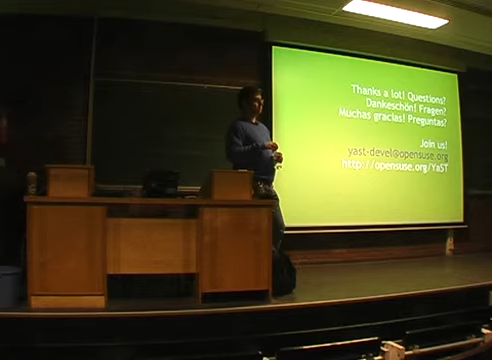 Thanks a lot! Questions?
Dankeschön! Fragen?
Muchas gracias! Preguntas?
Join us!
yast-devel@opensuse.org
http://opensuse.org/YaST